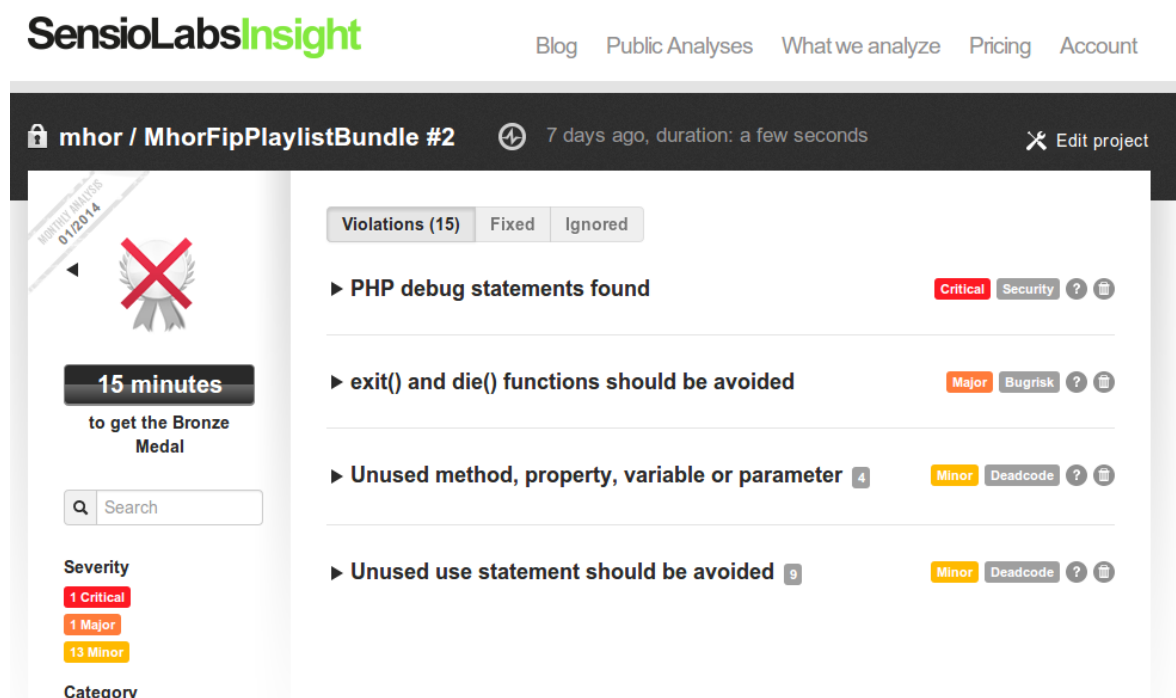 SensioLabsInsight
Blog Public Analyses What we analyze Pricing Account
mhor / MhorFipPlaylistBundle #2 7 days ago, duration: a few seconds Edit project
MONTHLY ANALYSIS
01/2014
15 minutes
to get the Bronze
Medal
Search
Severity
1 Critical
1 Major
13 Minor
Category
Violations (15) Fixed Ignored
PHP debug statements found Critical Security ?
exit() and die() functions should be avoided Major Bugrisk ?
Unused method, property, variable or parameter 4 Minor Deadcode ?
Unused use statement should be avoided 9 Minor Deadcode ?